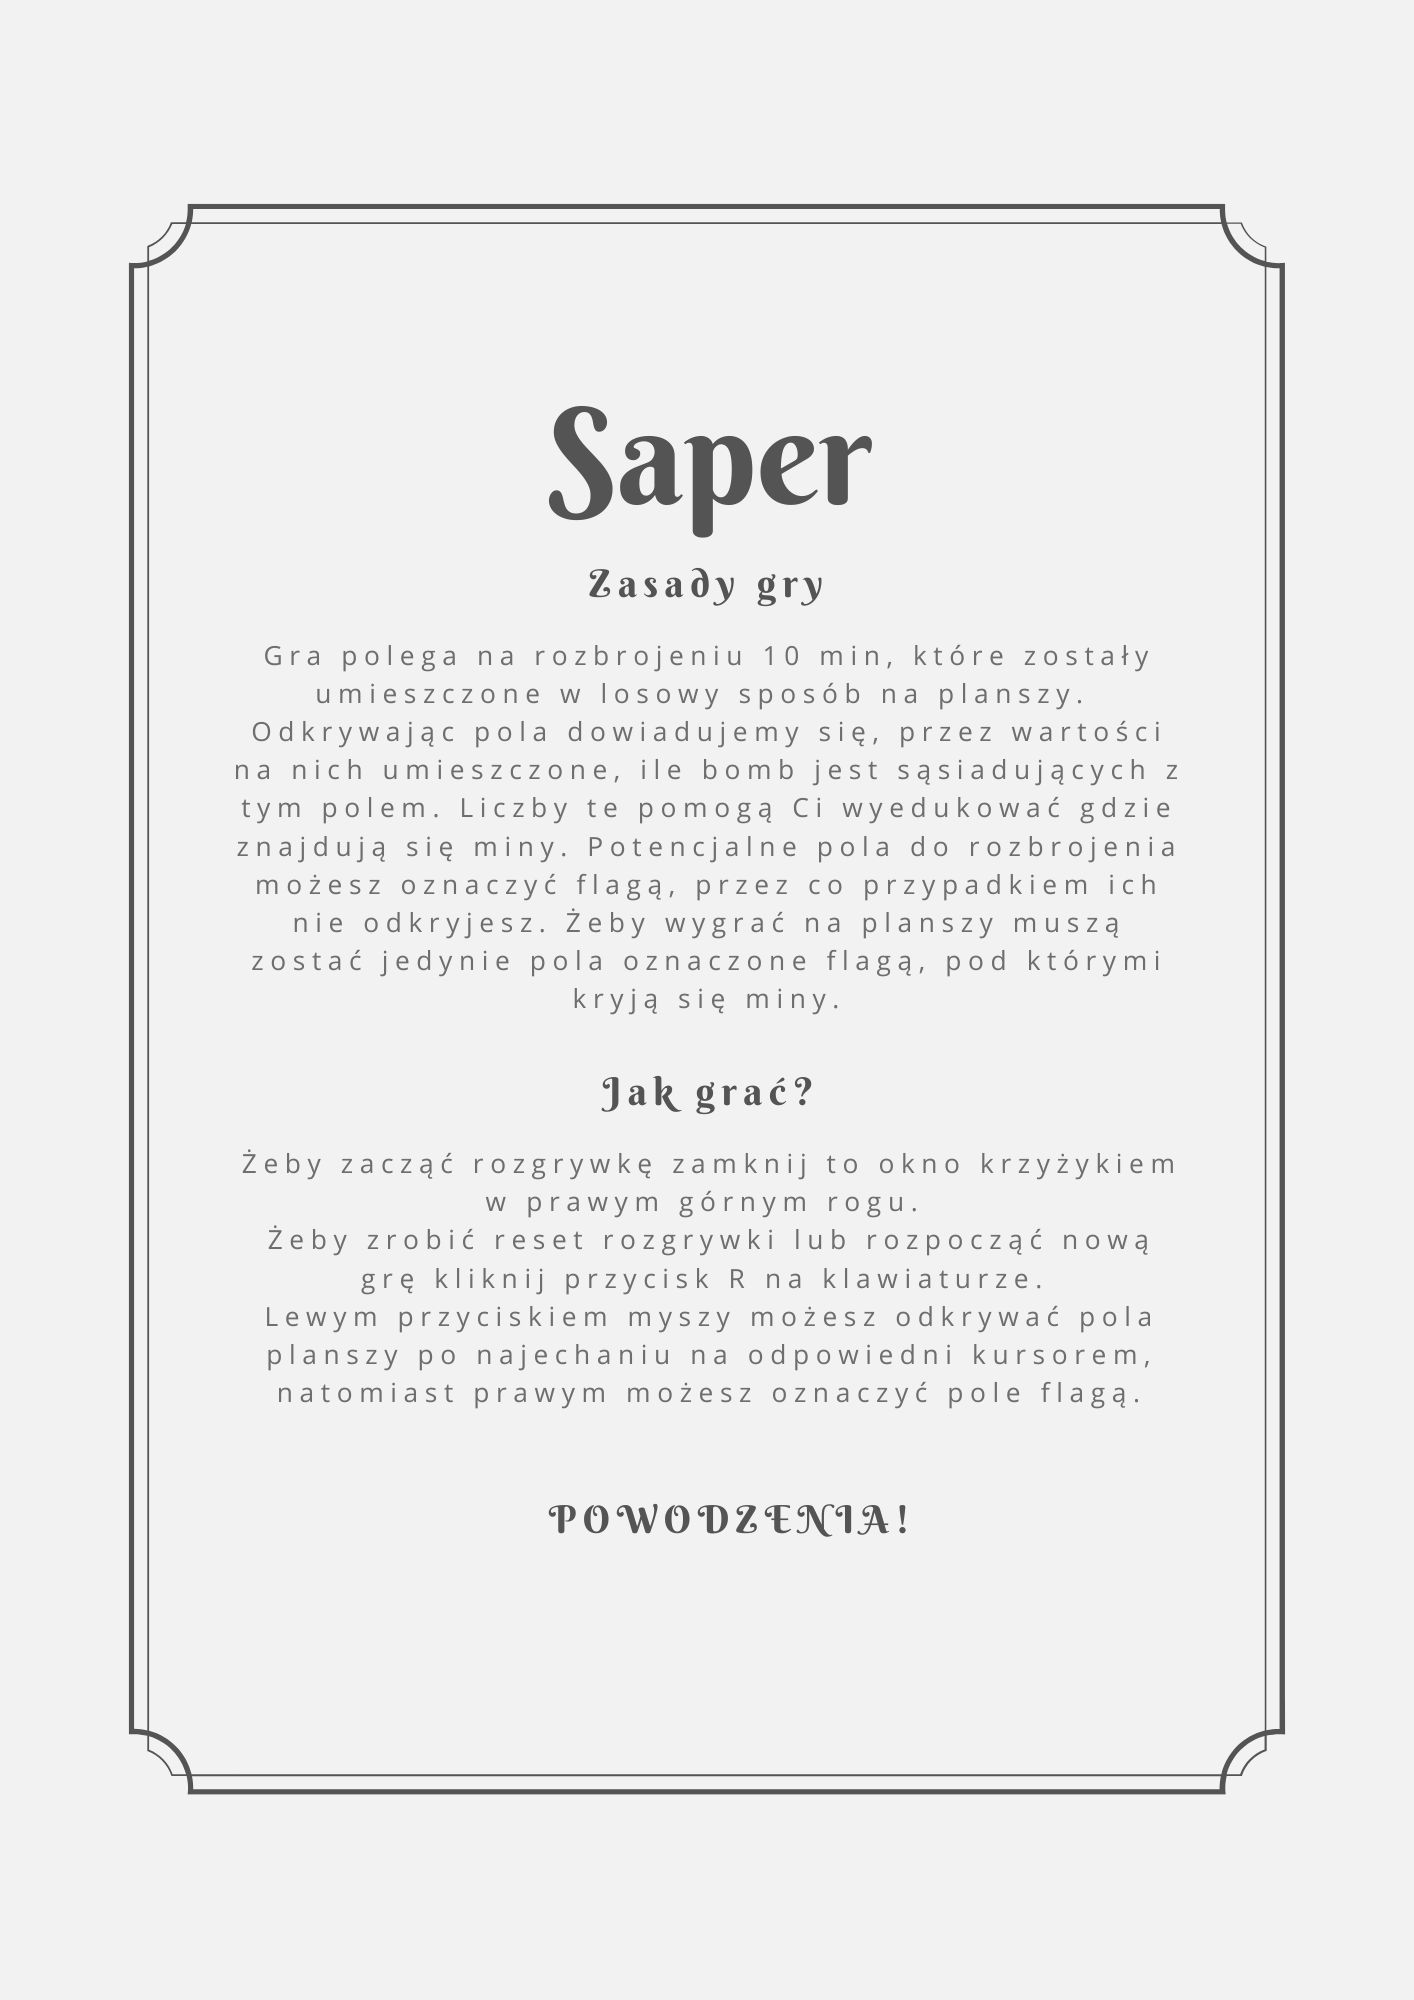 Saper
Zasady gry
Gra polega na rozbrojeniu 10 min, które zostały
umieszczone w losowy sposób na planszy.
Odkrywając pola dowiadujemy się, przez wartości
na nich umieszczone, ile bomb jest sąsiadujących z
tym polem. Liczby te pomogą Ci wyedukować gdzie
znajdują się miny. Potencjalne pola do rozbrojenia
możesz oznaczyć flagą, przez co przypadkiem ich
nie odkryjesz. Żeby wygrać na planszy muszą
zostać jedynie pola oznaczone flagą, pod którymi
kryją się miny.
Jak grać?
Żeby zacząć rozgrywkę zamknij to okno krzyżykiem
w prawym górnym rogu.
Żeby zrobić reset rozgrywki lub rozpocząć nową
grę kliknij przycisk R na klawiaturze.
Lewym przyciskiem myszy możesz odkrywać pola
planszy po najechaniu na odpowiedni kursorem,
natomiast prawym możesz oznaczyć pole flagą.
POWODZENIA!